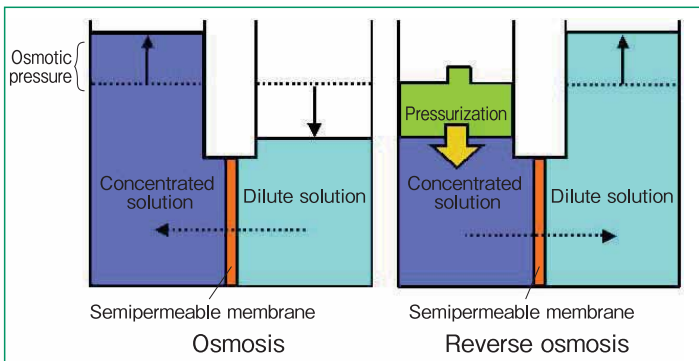 Osmotic
pressure
Concentrated
solution
Dilute solution
Semipermeable membrane
Osmosis
Pressurization
Concentrated
solution
Dilute solution
Semipermeable membrane
Reverse osmosis